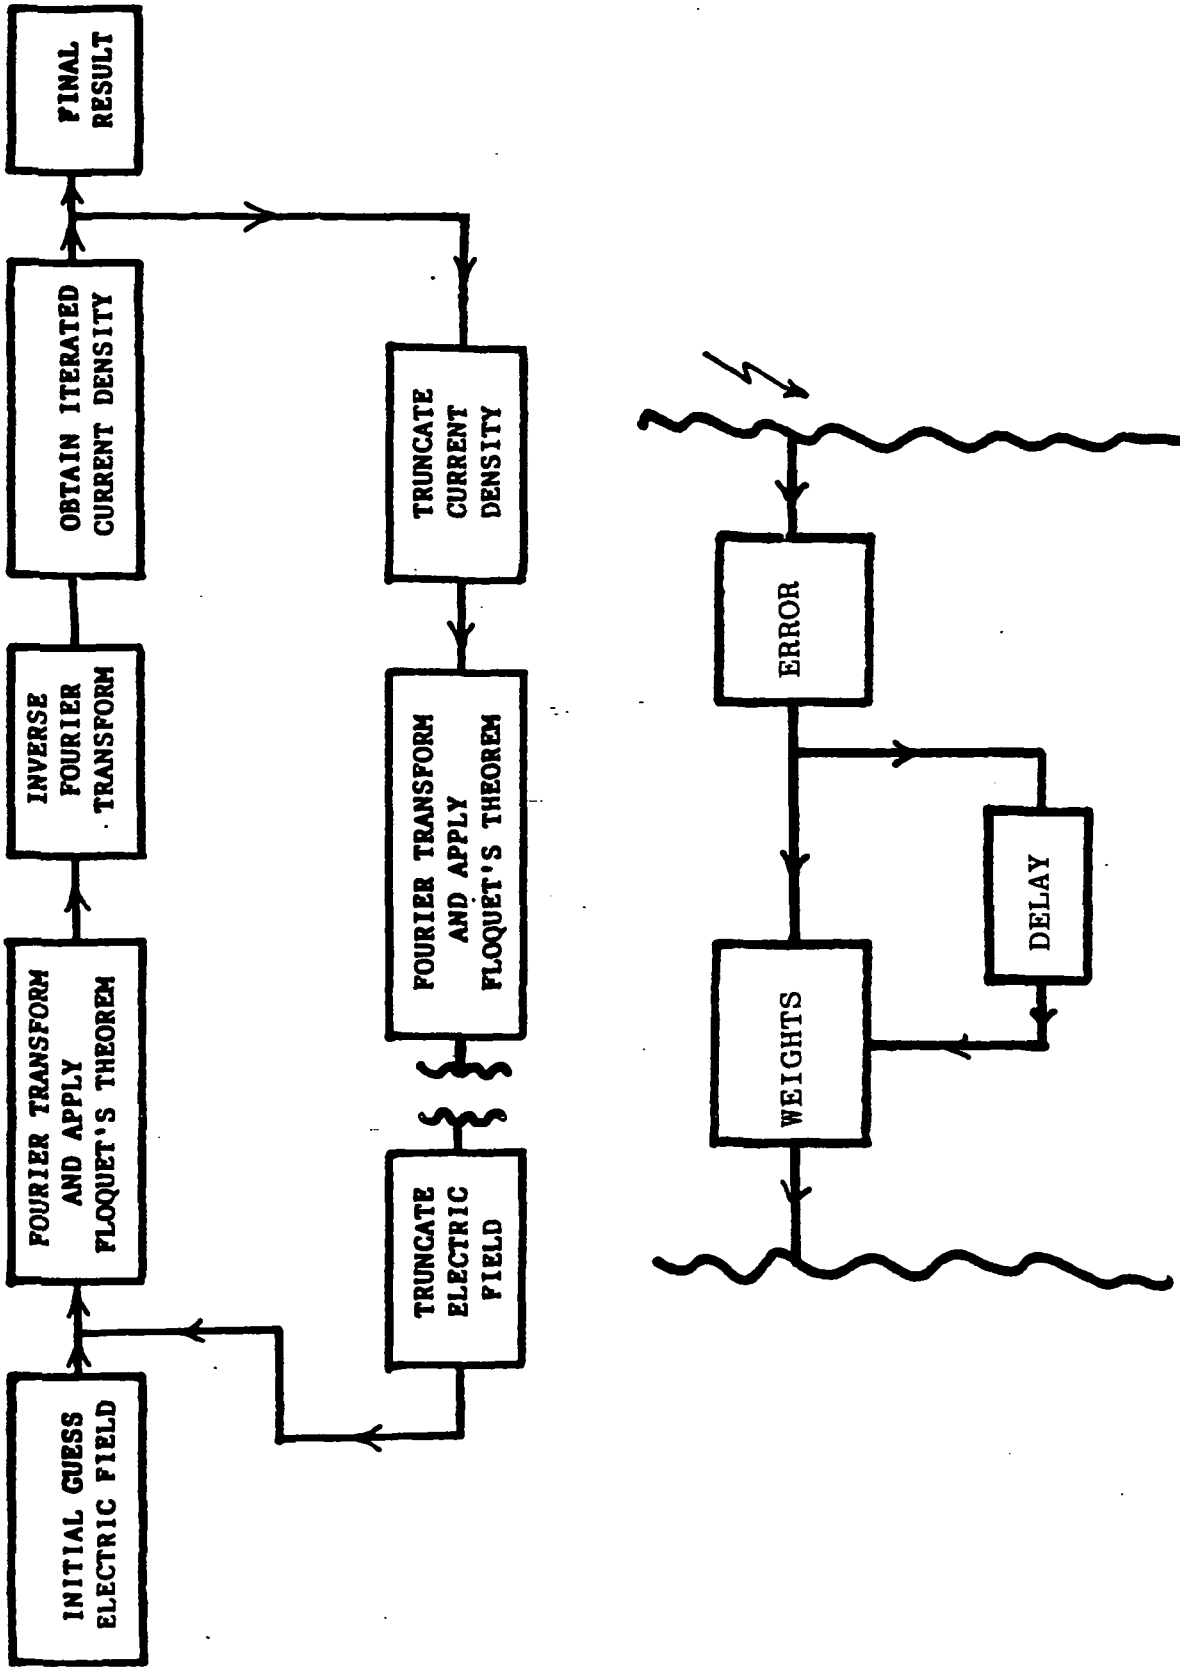 INITIAL GUESS
ELECTRIC FIELD
FOURIER TRANSFORM
AND APPLY
FLOQUET'S THEOREM
INVERSE
FOURIER
TRANSFORM
OBTAIN ITERATED
CURRENT DENSITY
FINAL
RESULT
TRUNCATE
ELECTRIC
FIELD
FOURIER TRANSFORM
AND APPLY
FLOQUET'S THEOREM
TRUNCATE
CURRENT
DENSITY
WEIGHTS
ERROR
DELAY